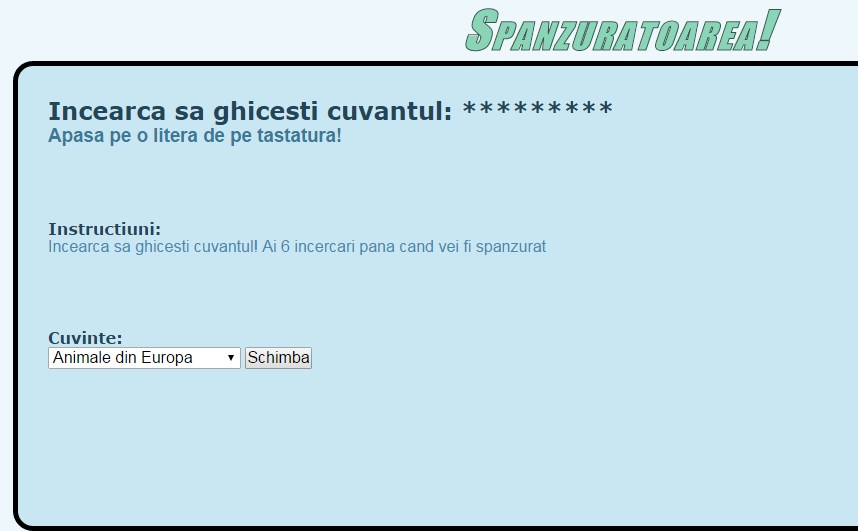 Spanzuratoarea!
Incearca sa ghicesti cuvantul: *********
Apasa pe o litera de pe tastatura!
Instructiuni:
Incearca sa ghicesti cuvantul! Ai 6 incercari pana cand vei fi spanzurat
Cuvinte:
Animale din Europa Schimba